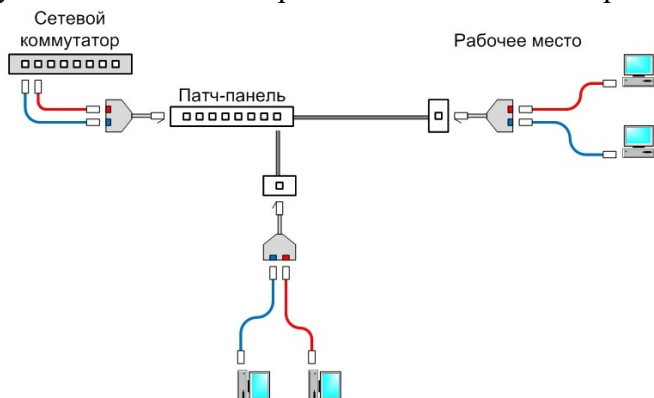 Сетевой
коммутатор
Рабочее место
Патч-панель